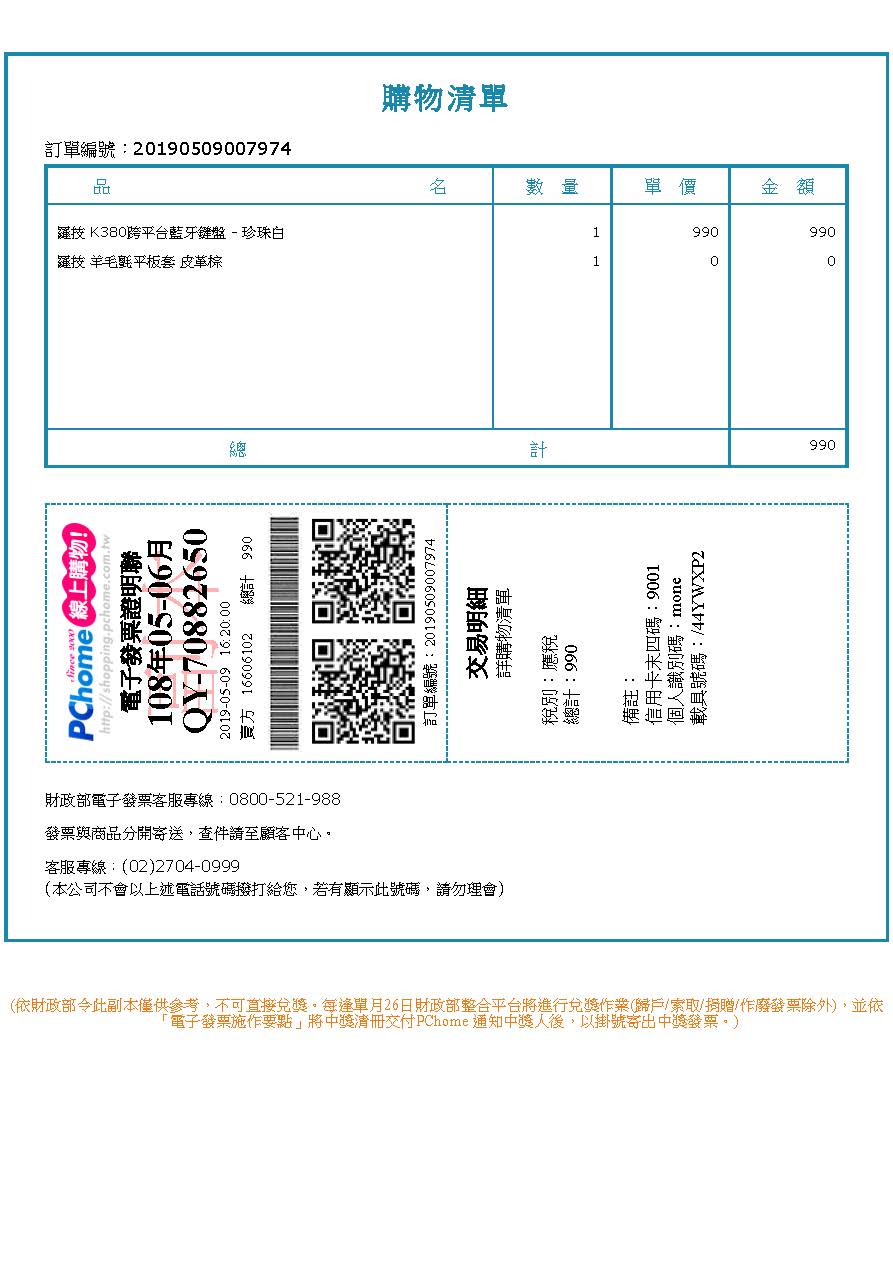 購物清單
訂單編號：20190509007974
品 名 數 量 單 價 金 額
羅技 K380跨平台藍牙鍵盤 - 珍珠白 1 990 990
羅技 羊毛氈平板套 皮革棕 1 0 0
總 計 990
PChome 線上購物!
since 2000
http://shopping.pchome.com.tw
電子發票證明聯
108年05-06月
QY-70882650
副本
2019-05-09 16:20:00
賣方 16606102 總計 990
訂單編號：20190509007974
交易明細
詳購物清單
稅別：應稅
總計：990
備註：
信用卡末四碼：9001
個人識別碼：mone
載具號碼：/44YWXP2
財政部電子發票客服專線：0800-521-988
發票與商品分開寄送，查件請至顧客中心。
客服專線：(02)2704-0999
(本公司不會以上述電話號碼撥打給您，若有顯示此號碼，請勿理會)
(依財政部令此副本僅供參考，不可直接兌獎。每逢單月26日財政部整合平台將進行兌獎作業(歸戶/索取/捐贈/作廢發票除外)，並依
「電子發票施作要點」將中獎清冊交付PChome 通知中獎人後，以掛號寄出中獎發票。)